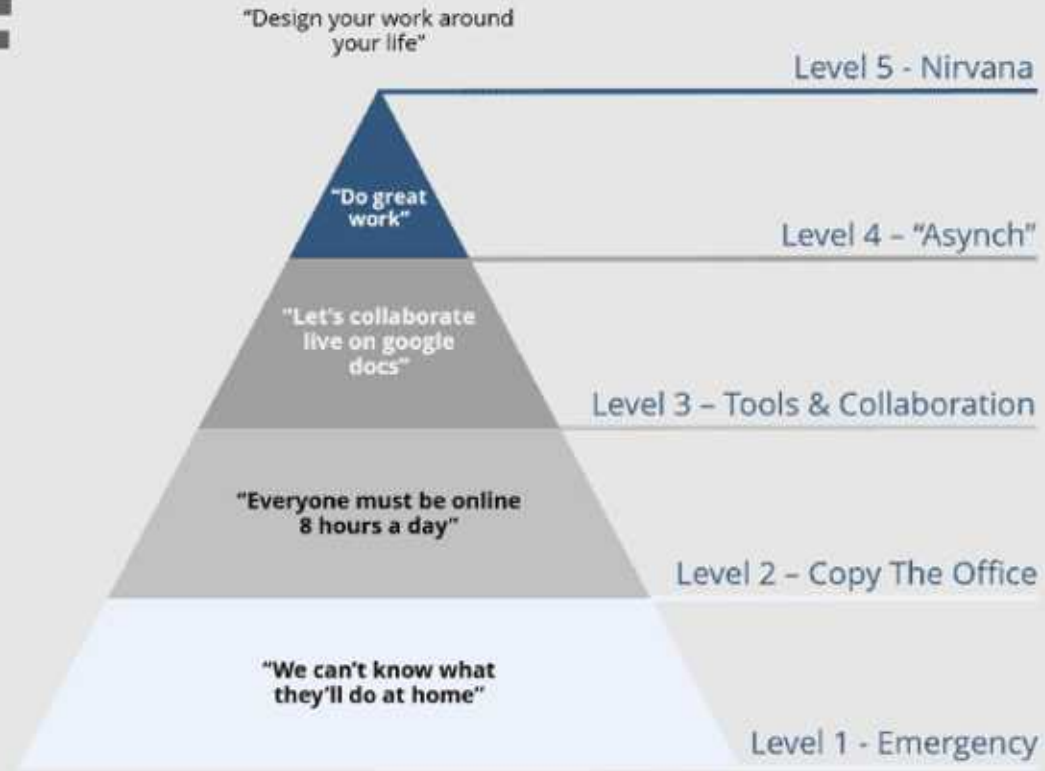 “Design your work around
your life”
Level 5 - Nirvana
“Do great
work”
Level 4 – “Asynch”
“Let’s collaborate
live on google
docs”
Level 3 – Tools & Collaboration
“Everyone must be online
8 hours a day”
Level 2 – Copy The Office
“We can’t know what
they’ll do at home”
Level 1 - Emergency